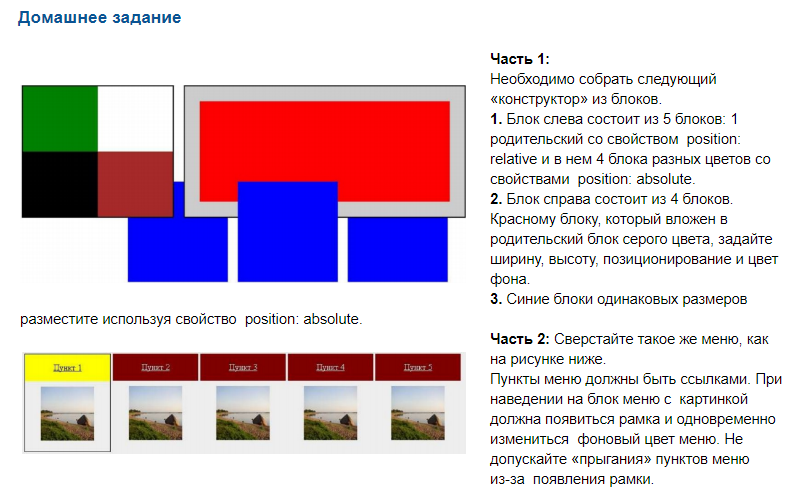 Домашнее задание
Часть 1:
Необходимо собрать следующий
«конструктор» из блоков.
1. Блок слева состоит из 5 блоков: 1
родительский со свойством position:
relative и в нем 4 блока разных цветов со
свойствами position: absolute.
2. Блок справа состоит из 4 блоков.
Красному блоку, который вложен в
родительский блок серого цвета, задайте
ширину, высоту, позиционирование и цвет
фона.
3. Синие блоки одинаковых размеров
разместите используя свойство position: absolute.
Часть 2: Сверстайте такое же меню, как
на рисунке ниже.
Пункты меню должны быть ссылками. При
наведении на блок меню с картинкой
должна появиться рамка и одновременно
измениться фоновый цвет меню. Не
допускайте «прыгания» пунктов меню
из-за появления рамки.
Пункт 1 Пункт 2 Пункт 3 Пункт 4 Пункт 5